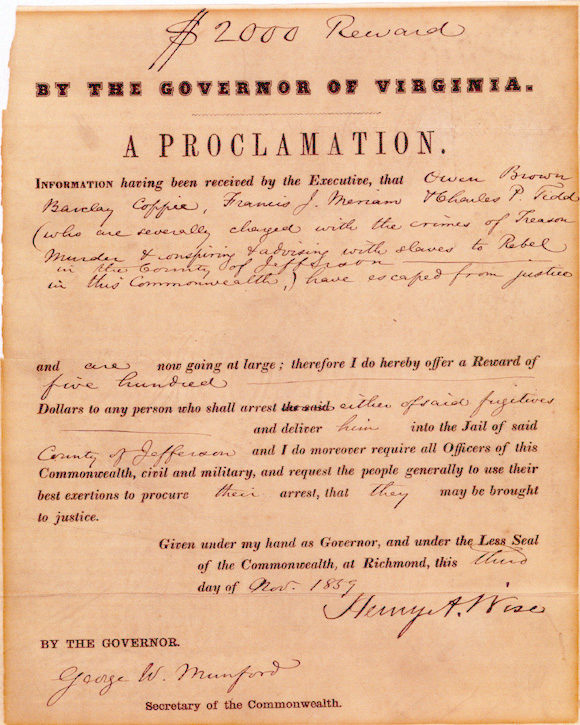 $2000 Reward
BY THE GOVERNOR OF VIRGINIA.
A PROCLAMATION.
INFORMATION having been received by the Executive, that Owen Brown
Barclay Coppie, Francis J. Meriam & Charles P. Tidd
(who are severally charged with the crimes of Treason
Murder & conspiring & advising with slaves to Rebel
in the County of Jefferson
in this Commonwealth,) have escaped from justice
and are now going at large; therefore I do hereby offer a Reward of
five hundred
Dollars to any person who shall arrest the said either of said fugitives
and deliver him into the Jail of said
County of Jefferson and I do moreover require all Officers of this
Commonwealth, civil and military, and request the people generally to use their
best exertions to procure their arrest, that they may be brought
to justice.
Given under my hand as Governor, and under the Less Seal
of the Commonwealth, at Richmond, this third
day of Nov. 1859
Henry A. Wise
BY THE GOVERNOR.
George W. Munford
Secretary of the Commonwealth.